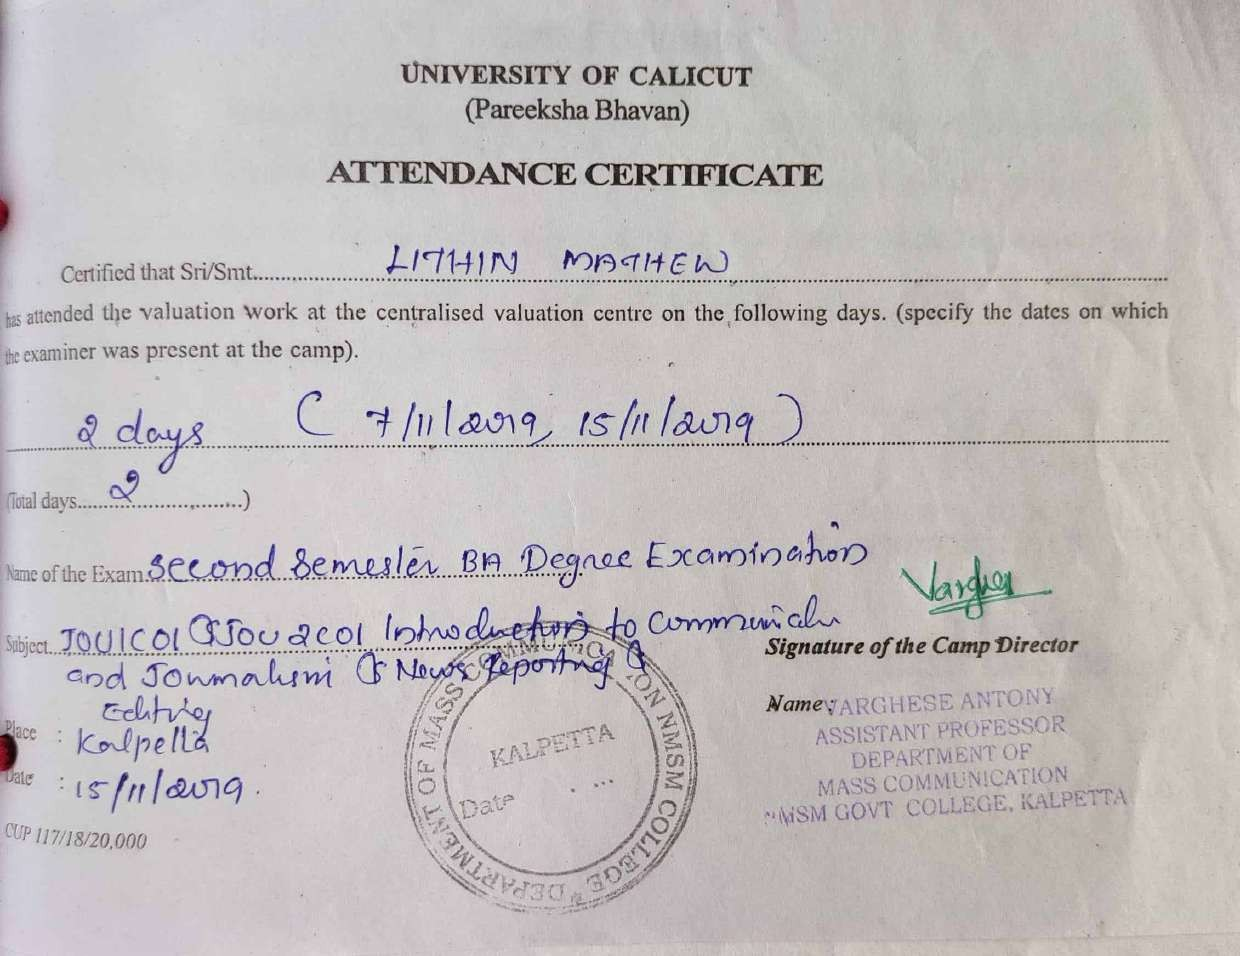 UNIVERSITY OF CALICUT
(Pareeksha Bhavan)
ATTENDANCE CERTIFICATE
Certified that Sri/Smt. LITHIN MATHEW
has attended the valuation work at the centralised valuation centre on the following days. (specify the dates on which
the examiner was present at the camp).
2 days ( 7/11/2019, 15/11/2019 )
(Total days 2 )
Name of the Exam Second Semester BA Degree Examination
Varghese
Subject JOU1C01 & JOU2C01 Introduction to
and Journalism & News Reporting &
Editing
Signature of the Camp Director
Name VARGHESE ANTONY
ASSISTANT PROFESSOR
DEPARTMENT OF
MASS COMMUNICATION
NMSM GOVT COLLEGE, KALPETTA
Place : Kalpetta
Date : 15/11/2019.
CUP 117/18/20,000
DEPARTMENT OF MASS COMMUNICATION NMSM COLLEGE
KALPETTA
Date